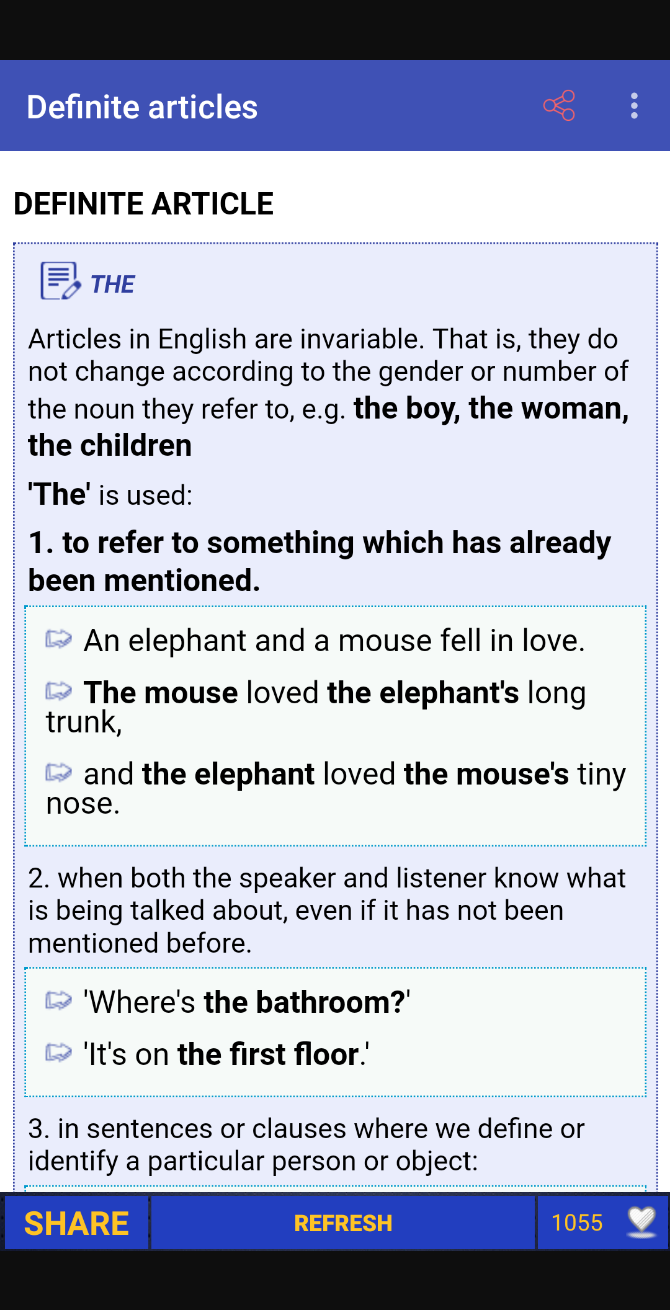 Definite articles
DEFINITE ARTICLE
THE
Articles in English are invariable. That is, they do
not change according to the gender or number of
the noun they refer to, e.g. the boy, the woman,
the children
'The' is used:
1. to refer to something which has already
been mentioned.
An elephant and a mouse fell in love.
The mouse loved the elephant's long
trunk,
and the elephant loved the mouse's tiny
nose.
2. when both the speaker and listener know what
is being talked about, even if it has not been
mentioned before.
'Where's the bathroom?'
'It's on the first floor.'
3. in sentences or clauses where we define or
identify a particular person or object:
SHARE
REFRESH
1055